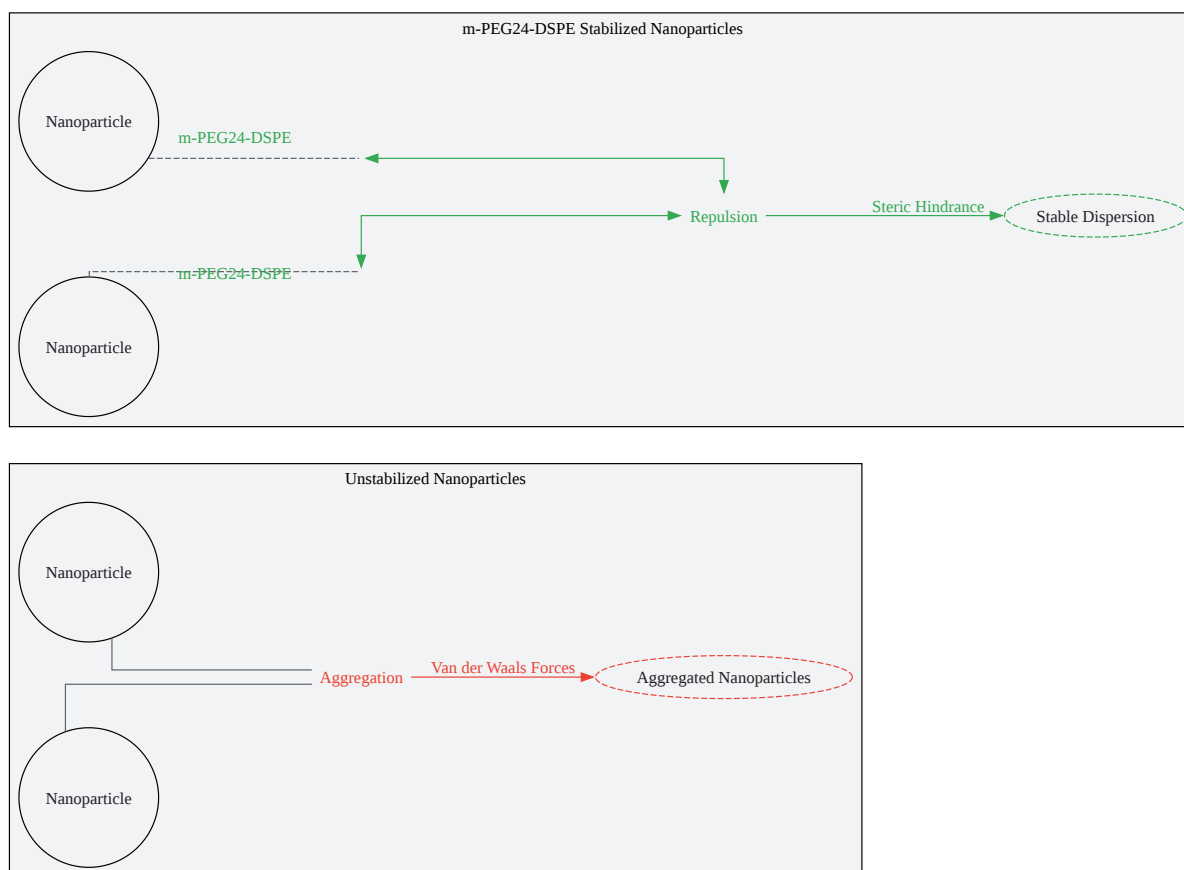 m-PEG24-DSPE Stabilized Nanoparticles
Nanoparticle
m-PEG24-DSPE
Repulsion
Steric Hindrance
Stable Dispersion
m-PEG24-DSPE
Nanoparticle
Unstabilized Nanoparticles
Nanoparticle
Aggregation
Van der Waals Forces
Aggregated Nanoparticles
Nanoparticle